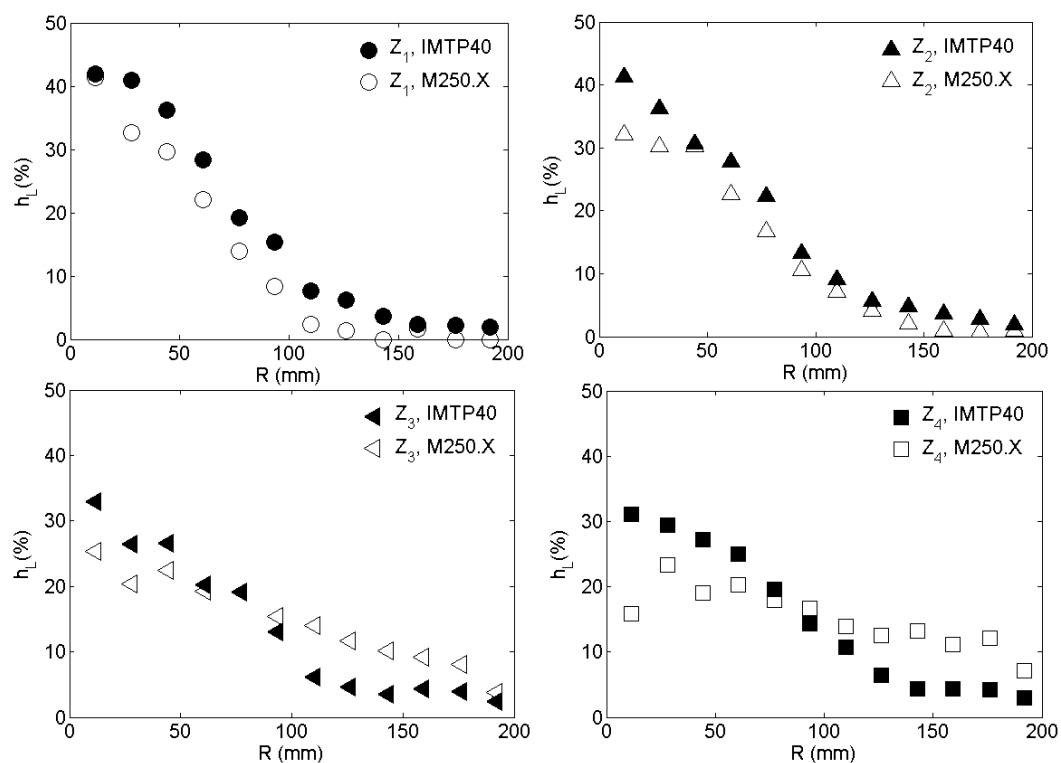 50
40
30
20
10
0
h_L(%)
Z_1, IMTP40
Z_1, M250.X
0 50 100 150 200
R (mm)
50
40
30
20
10
0
h_L(%)
Z_2, IMTP40
Z_2, M250.X
0 50 100 150 200
R (mm)
50
40
30
20
10
0
h_L(%)
Z_3, IMTP40
Z_3, M250.X
0 50 100 150 200
R (mm)
50
40
30
20
10
0
h_L(%)
Z_4, IMTP40
Z_4, M250.X
0 50 100 150 200
R (mm)